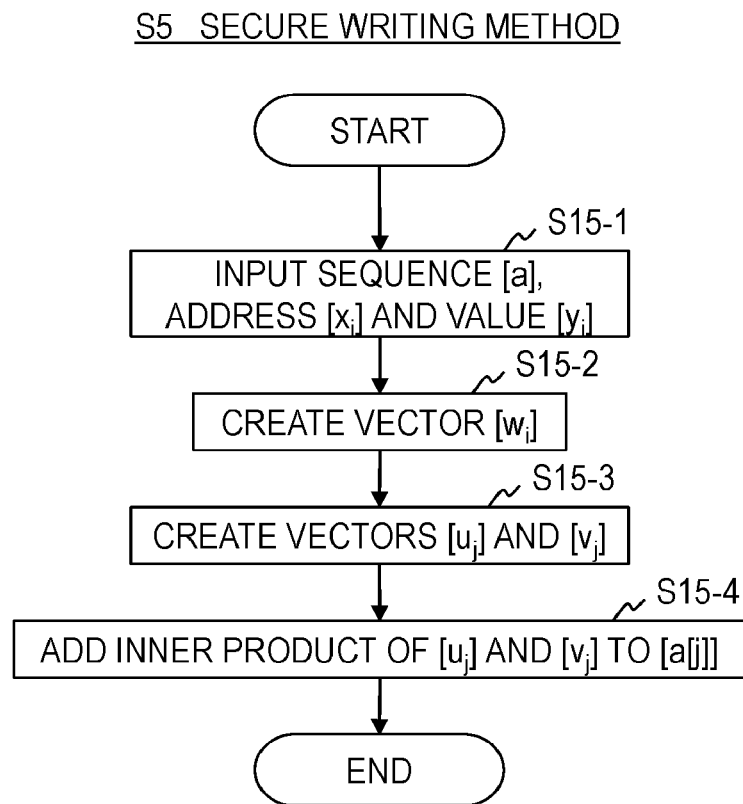 S5 SECURE WRITING METHOD
START
S15-1
INPUT SEQUENCE [a],
ADDRESS [xⱼ] AND VALUE [yⱼ]
S15-2
CREATE VECTOR [wᵢ]
S15-3
CREATE VECTORS [uⱼ] AND [vⱼ]
S15-4
ADD INNER PRODUCT OF [uⱼ] AND [vⱼ] TO [a[j]]
END